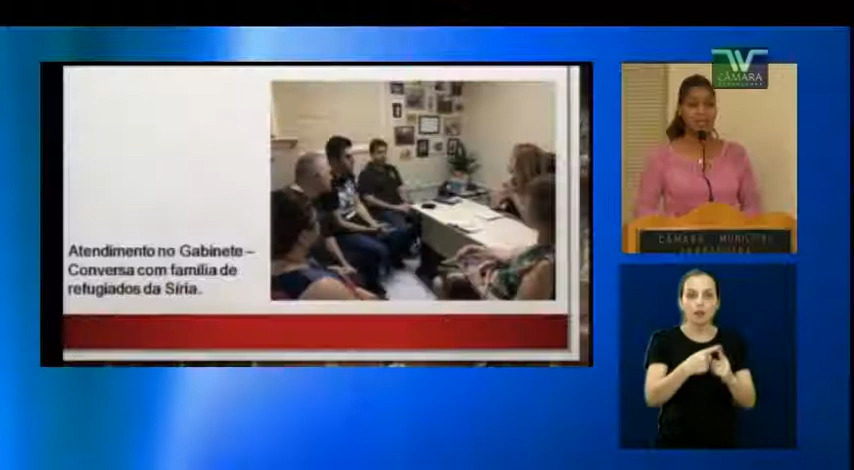 Atendimento no Gabinete –
Conversa com família de
refugiados da Síria.
TV
CÂMARA
CÂMARA MUNICIPAL